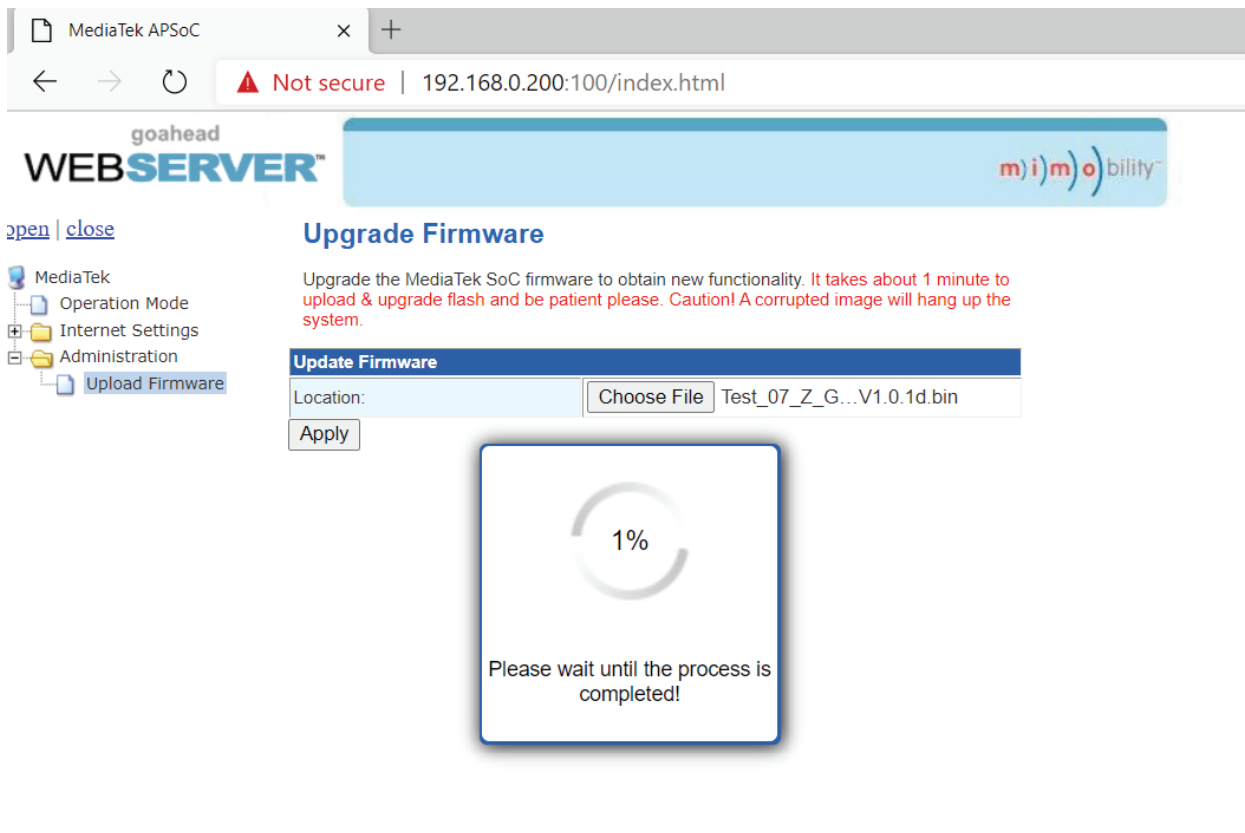 MediaTek APSoC
Not secure | 192.168.0.200:100/index.html
goahead
WEBSERVER™
m)i)m)o)bility™
open | close
MediaTek
Operation Mode
Internet Settings
Administration
Upload Firmware
Upgrade Firmware
Upgrade the MediaTek SoC firmware to obtain new functionality. It takes about 1 minute to
upload & upgrade flash and be patient please. Caution! A corrupted image will hang up the
system.
Update Firmware
Location: Choose File Test_07_Z_G...V1.0.1d.bin
Apply
1%
Please wait until the process is
completed!